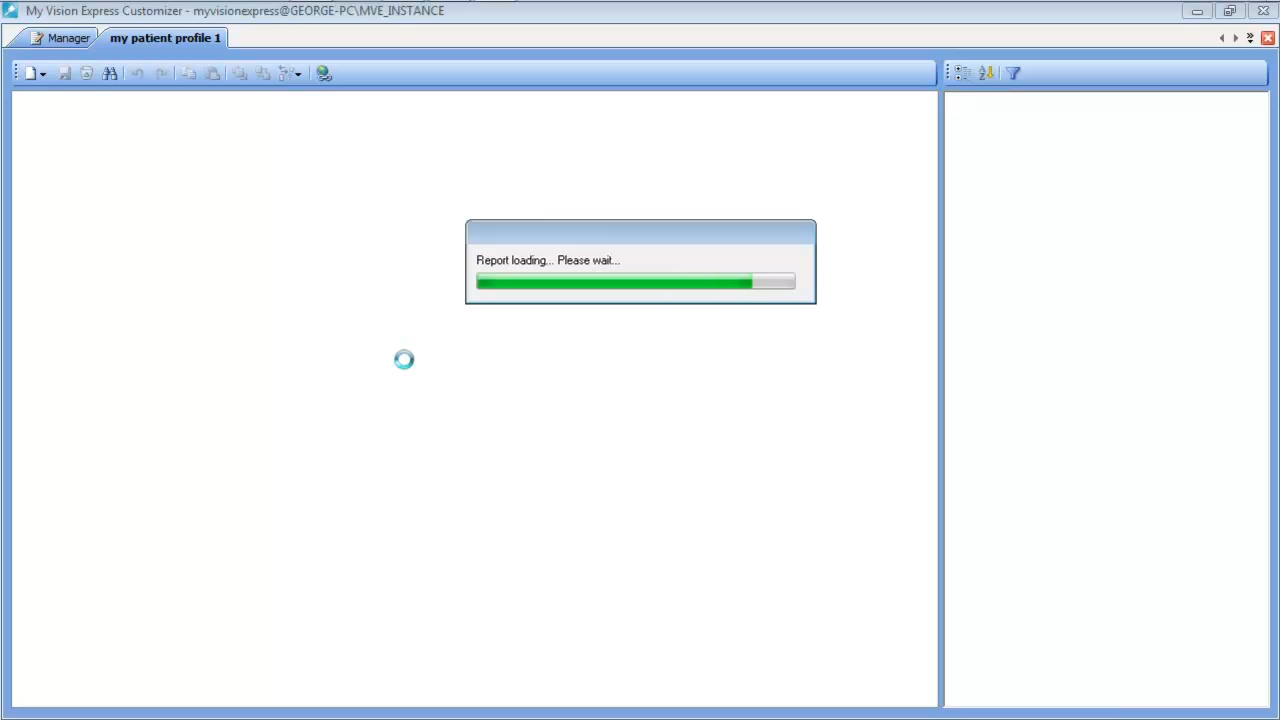 My Vision Express Customizer - myvisionexpress@GEORGE-PC\MVE_INSTANCE
Manager
my patient profile 1
Report loading... Please wait...